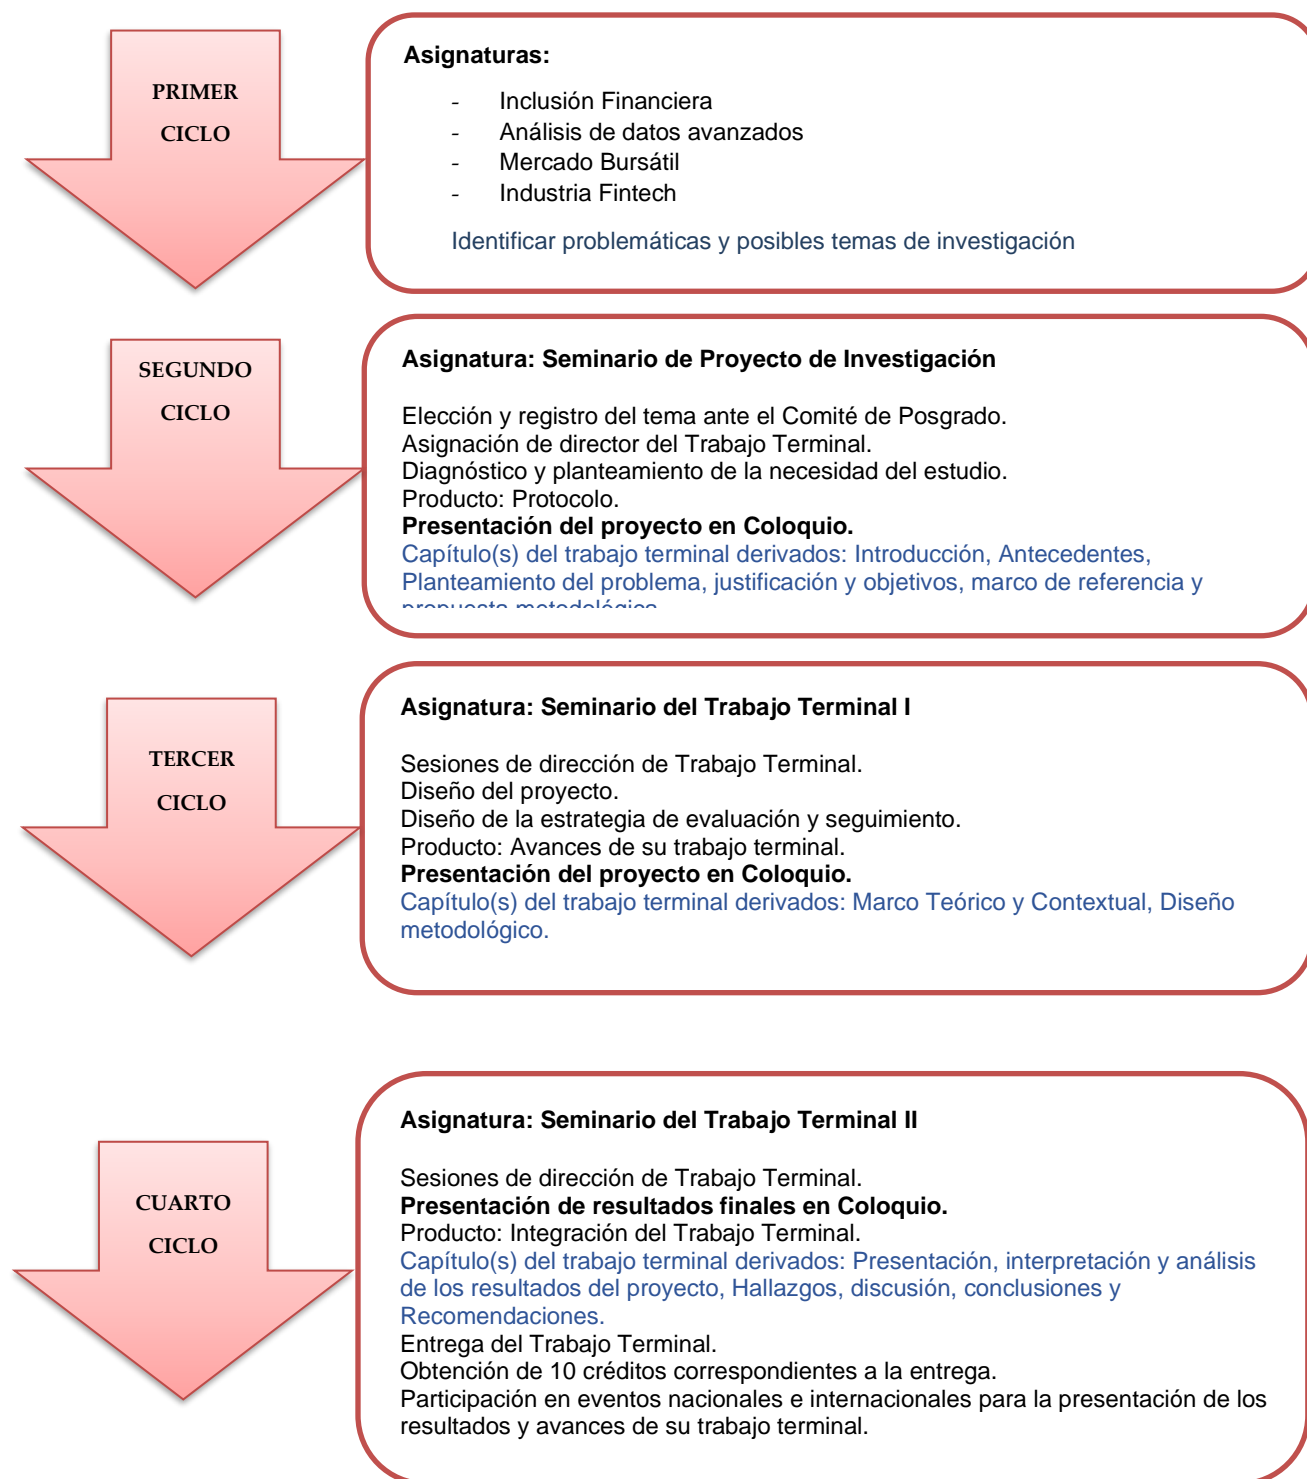 PRIMER
CICLO
Asignaturas:
- Inclusión Financiera
- Análisis de datos avanzados
- Mercado Bursátil
- Industria Fintech
Identificar problemáticas y posibles temas de investigación
SEGUNDO
CICLO
Asignatura: Seminario de Proyecto de Investigación
Elección y registro del tema ante el Comité de Posgrado.
Asignación de director del Trabajo Terminal.
Diagnóstico y planteamiento de la necesidad del estudio.
Producto: Protocolo.
Presentación del proyecto en Coloquio.
Capítulo(s) del trabajo terminal derivados: Introducción, Antecedentes,
Planteamiento del problema, justificación y objetivos, marco de referencia y
propuesta metodológica
TERCER
CICLO
Asignatura: Seminario del Trabajo Terminal I
Sesiones de dirección de Trabajo Terminal.
Diseño del proyecto.
Diseño de la estrategia de evaluación y seguimiento.
Producto: Avances de su trabajo terminal.
Presentación del proyecto en Coloquio.
Capítulo(s) del trabajo terminal derivados: Marco Teórico y Contextual, Diseño
metodológico.
CUARTO
CICLO
Asignatura: Seminario del Trabajo Terminal II
Sesiones de dirección de Trabajo Terminal.
Presentación de resultados finales en Coloquio.
Producto: Integración del Trabajo Terminal.
Capítulo(s) del trabajo terminal derivados: Presentación, interpretación y análisis
de los resultados del proyecto, Hallazgos, discusión, conclusiones y
Recomendaciones.
Entrega del Trabajo Terminal.
Obtención de 10 créditos correspondientes a la entrega.
Participación en eventos nacionales e internacionales para la presentación de los
resultados y avances de su trabajo terminal.